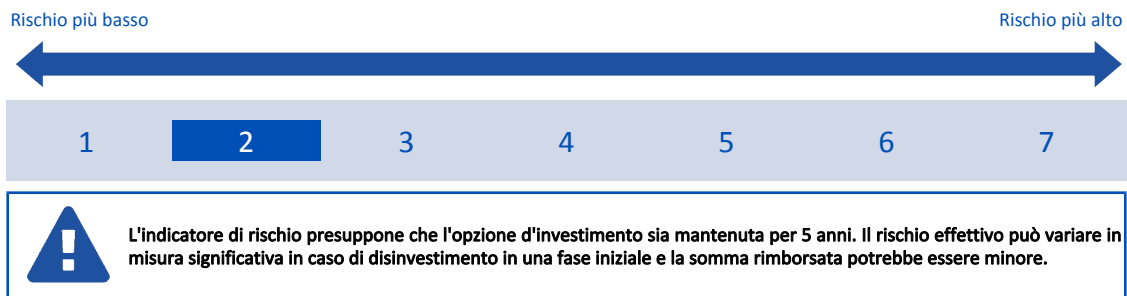 Rischio più basso Rischio più alto
1 2 3 4 5 6 7
L'indicatore di rischio presuppone che l'opzione d'investimento sia mantenuta per 5 anni. Il rischio effettivo può variare in
misura significativa in caso di disinvestimento in una fase iniziale e la somma rimborsata potrebbe essere minore.